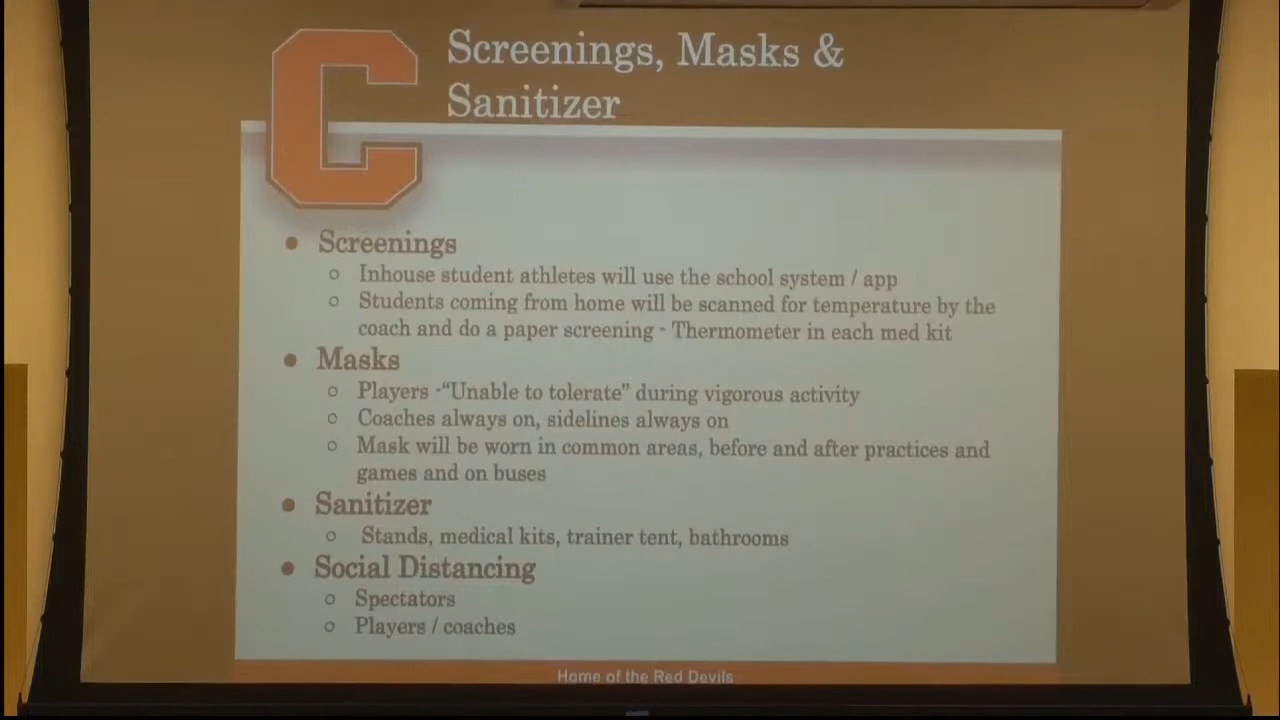 C
Screenings, Masks &
Sanitizer
● Screenings
○ Inhouse student athletes will use the school system / app
○ Students coming from home will be scanned for temperature by the
coach and do a paper screening - Thermometer in each med kit
● Masks
○ Players -“Unable to tolerate” during vigorous activity
○ Coaches always on, sidelines always on
○ Mask will be worn in common areas, before and after practices and
games and on buses
● Sanitizer
○ Stands, medical kits, trainer tent, bathrooms
● Social Distancing
○ Spectators
○ Players / coaches
Home of the Red Devils